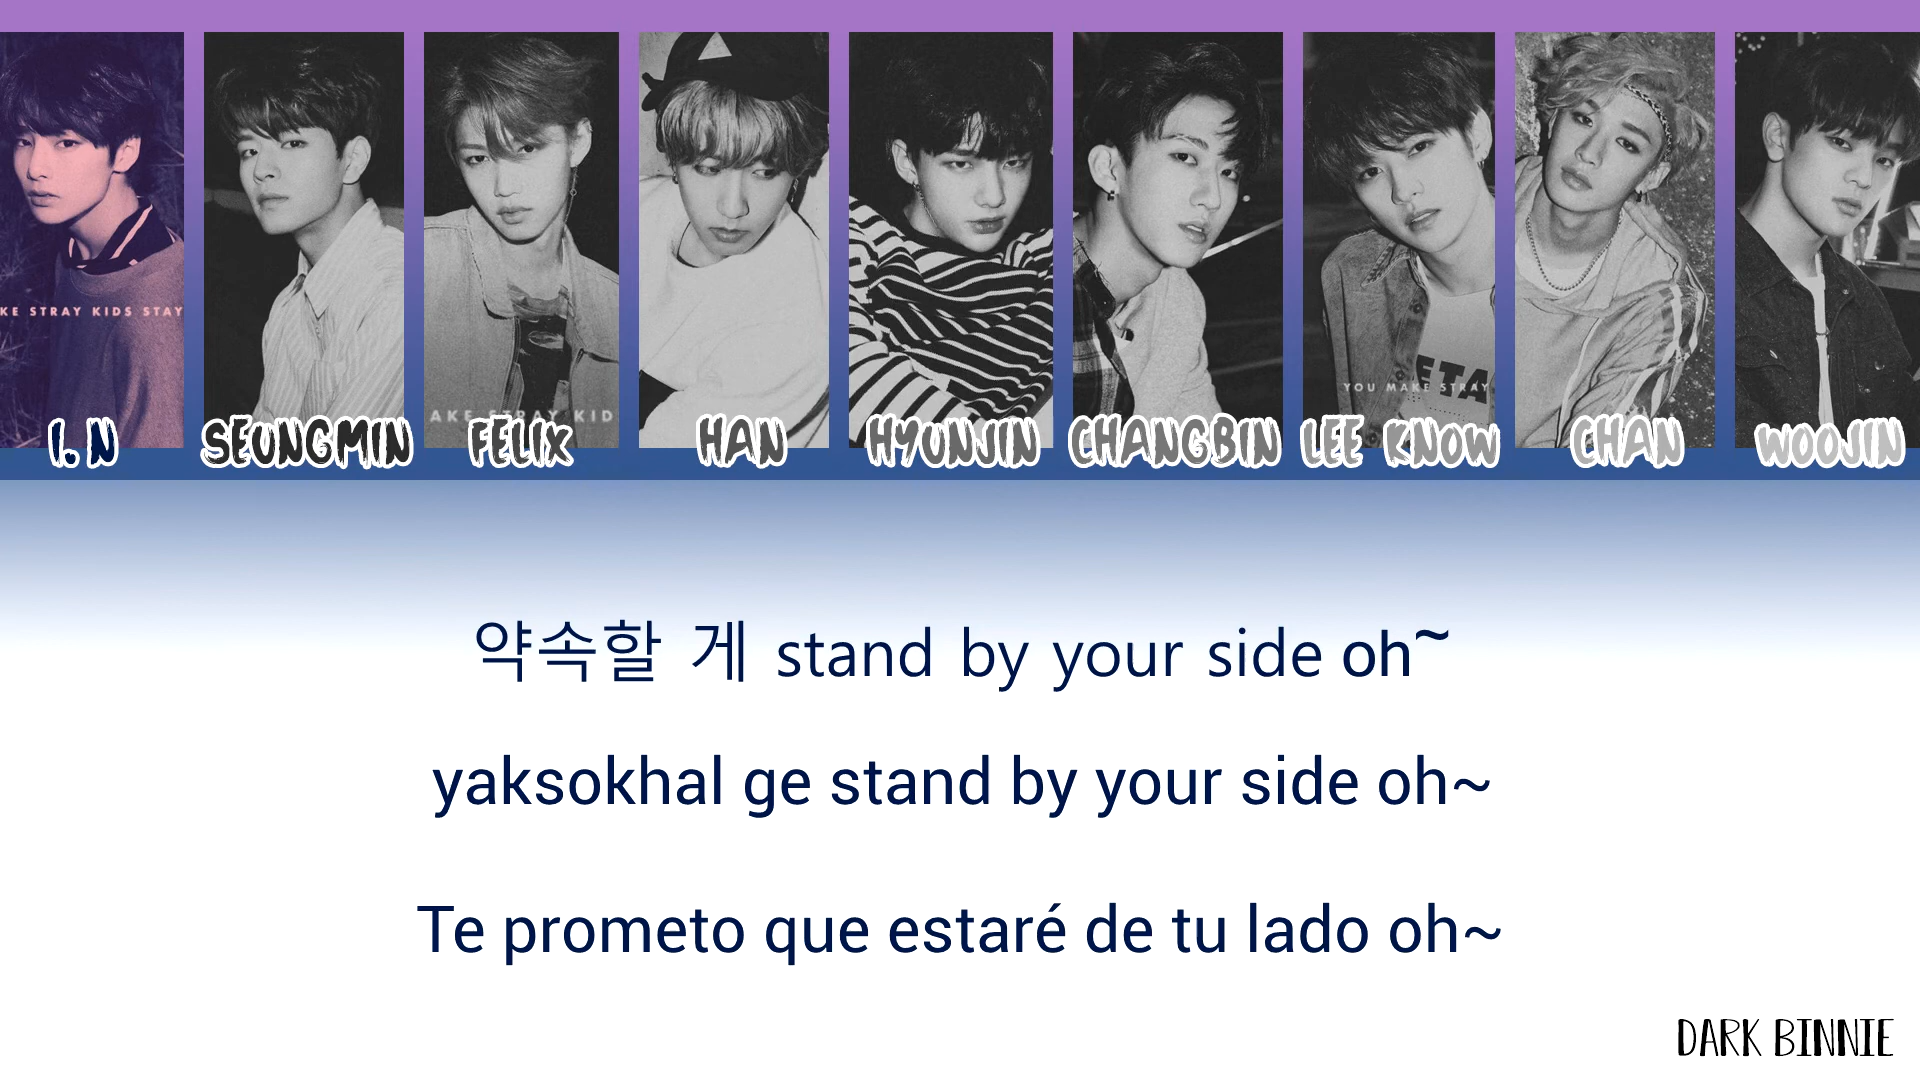 KE STRAY KIDS STAY
AKE STRAY KID
ETA
YOU MAKE STRAY
I.N SEUNGMIN FELIX HAN HYUNJIN CHANGBIN LEE KNOW CHAN WOOJIN
약속할 게 stand by your side oh~
yaksokhal ge stand by your side oh~
Te prometo que estaré de tu lado oh~
DARK BINNIE